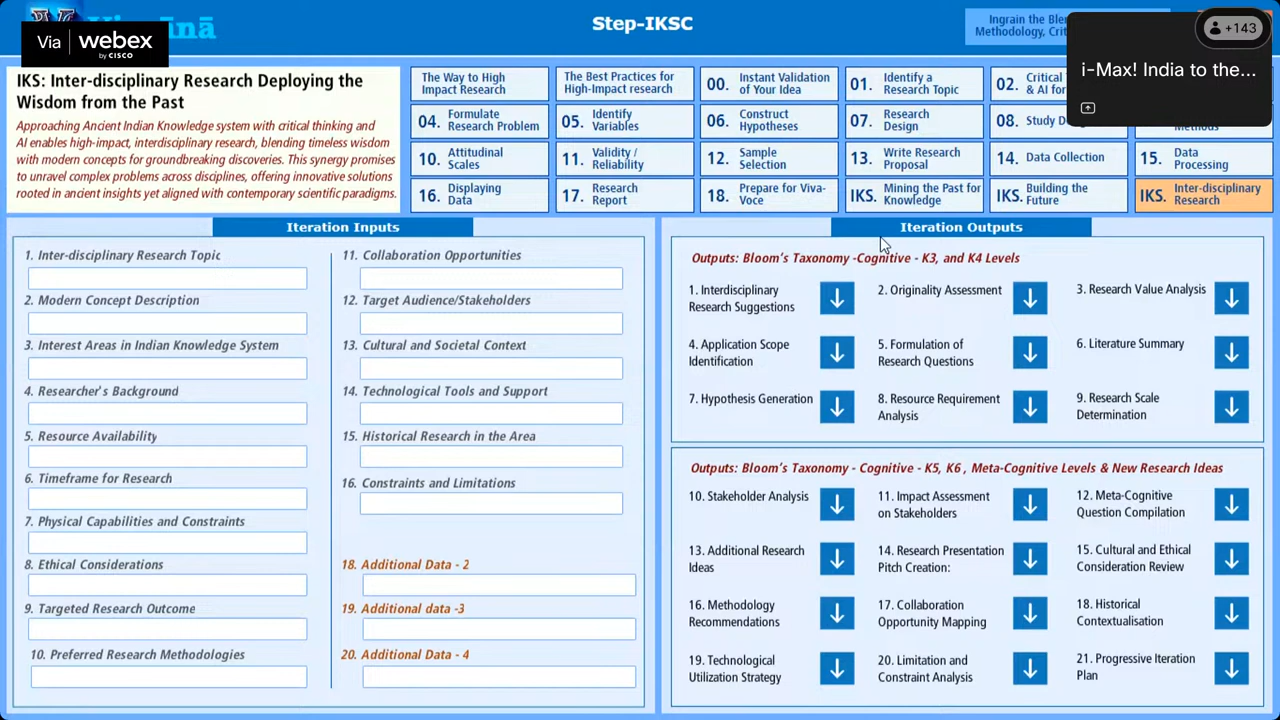 Step-IKSC
Via webex
by CISCO
Ingrain the
Methodology,
+143
i-Max! India to the...
IKS: Inter-disciplinary Research Deploying the
Wisdom from the Past
Approaching Ancient Indian Knowledge system with critical thinking and
AI enables high-impact, interdisciplinary research, blending timeless wisdom
with modern concepts for groundbreaking discoveries. This synergy promises
to unravel complex problems across disciplines, offering innovative solutions
rooted in ancient insights yet aligned with contemporary scientific paradigms.
The Way to High
Impact Research
The Best Practices for
High-Impact research
00. Instant Validation
of Your Idea
01. Identify a
Research Topic
02. Critical
& AI for
04. Formulate
Research Problem
05. Identify
Variables
06. Construct
Hypotheses
07. Research
Design
08. Study
Methods
10. Attitudinal
Scales
11. Validity /
Reliability
12. Sample
Selection
13. Write Research
Proposal
14. Data Collection
15. Data
Processing
16. Displaying
Data
17. Research
Report
18. Prepare for Viva-
Voce
IKS. Mining the Past for
Knowledge
IKS. Building the
Future
IKS. Inter-disciplinary
Research
Iteration Inputs
1. Inter-disciplinary Research Topic
2. Modern Concept Description
3. Interest Areas in Indian Knowledge System
4. Researcher's Background
5. Resource Availability
6. Timeframe for Research
7. Physical Capabilities and Constraints
8. Ethical Considerations
9. Targeted Research Outcome
10. Preferred Research Methodologies
11. Collaboration Opportunities
12. Target Audience/Stakeholders
13. Cultural and Societal Context
14. Technological Tools and Support
15. Historical Research in the Area
16. Constraints and Limitations
18. Additional Data - 2
19. Additional data -3
20. Additional Data - 4
Iteration Outputs
Outputs: Bloom's Taxonomy -Cognitive - K3, and K4 Levels
1. Interdisciplinary
Research Suggestions
2. Originality Assessment
3. Research Value Analysis
4. Application Scope
Identification
5. Formulation of
Research Questions
6. Literature Summary
7. Hypothesis Generation
8. Resource Requirement
Analysis
9. Research Scale
Determination
Outputs: Bloom's Taxonomy - Cognitive - K5, K6 , Meta-Cognitive Levels & New Research Ideas
10. Stakeholder Analysis
11. Impact Assessment
on Stakeholders
12. Meta-Cognitive
Question Compilation
13. Additional Research
Ideas
14. Research Presentation
Pitch Creation:
15. Cultural and Ethical
Consideration Review
16. Methodology
Recommendations
17. Collaboration
Opportunity Mapping
18. Historical
Contextualisation
19. Technological
Utilization Strategy
20. Limitation and
Constraint Analysis
21. Progressive Iteration
Plan